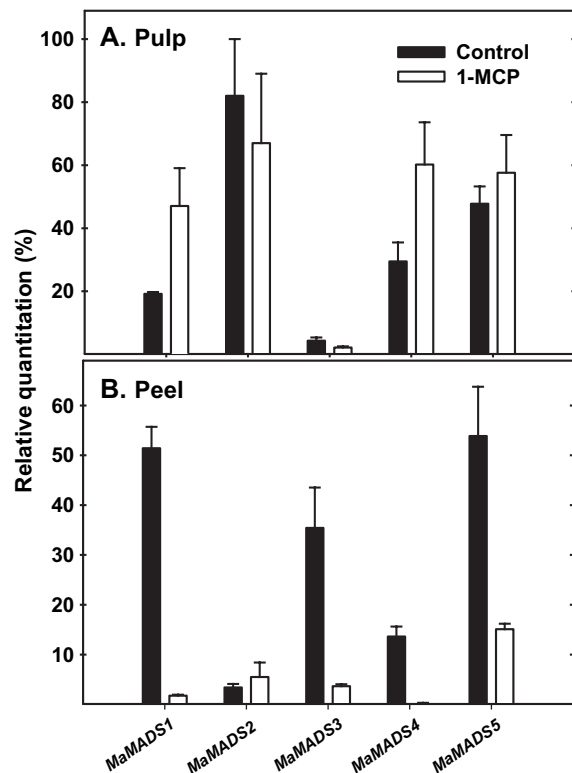 A. Pulp
Control
1-MCP
100
80
60
40
20
Relative quantitation (%)
B. Peel
60
50
40
30
20
10
MaMADS1
MaMADS2
MaMADS3
MaMADS4
MaMADS5